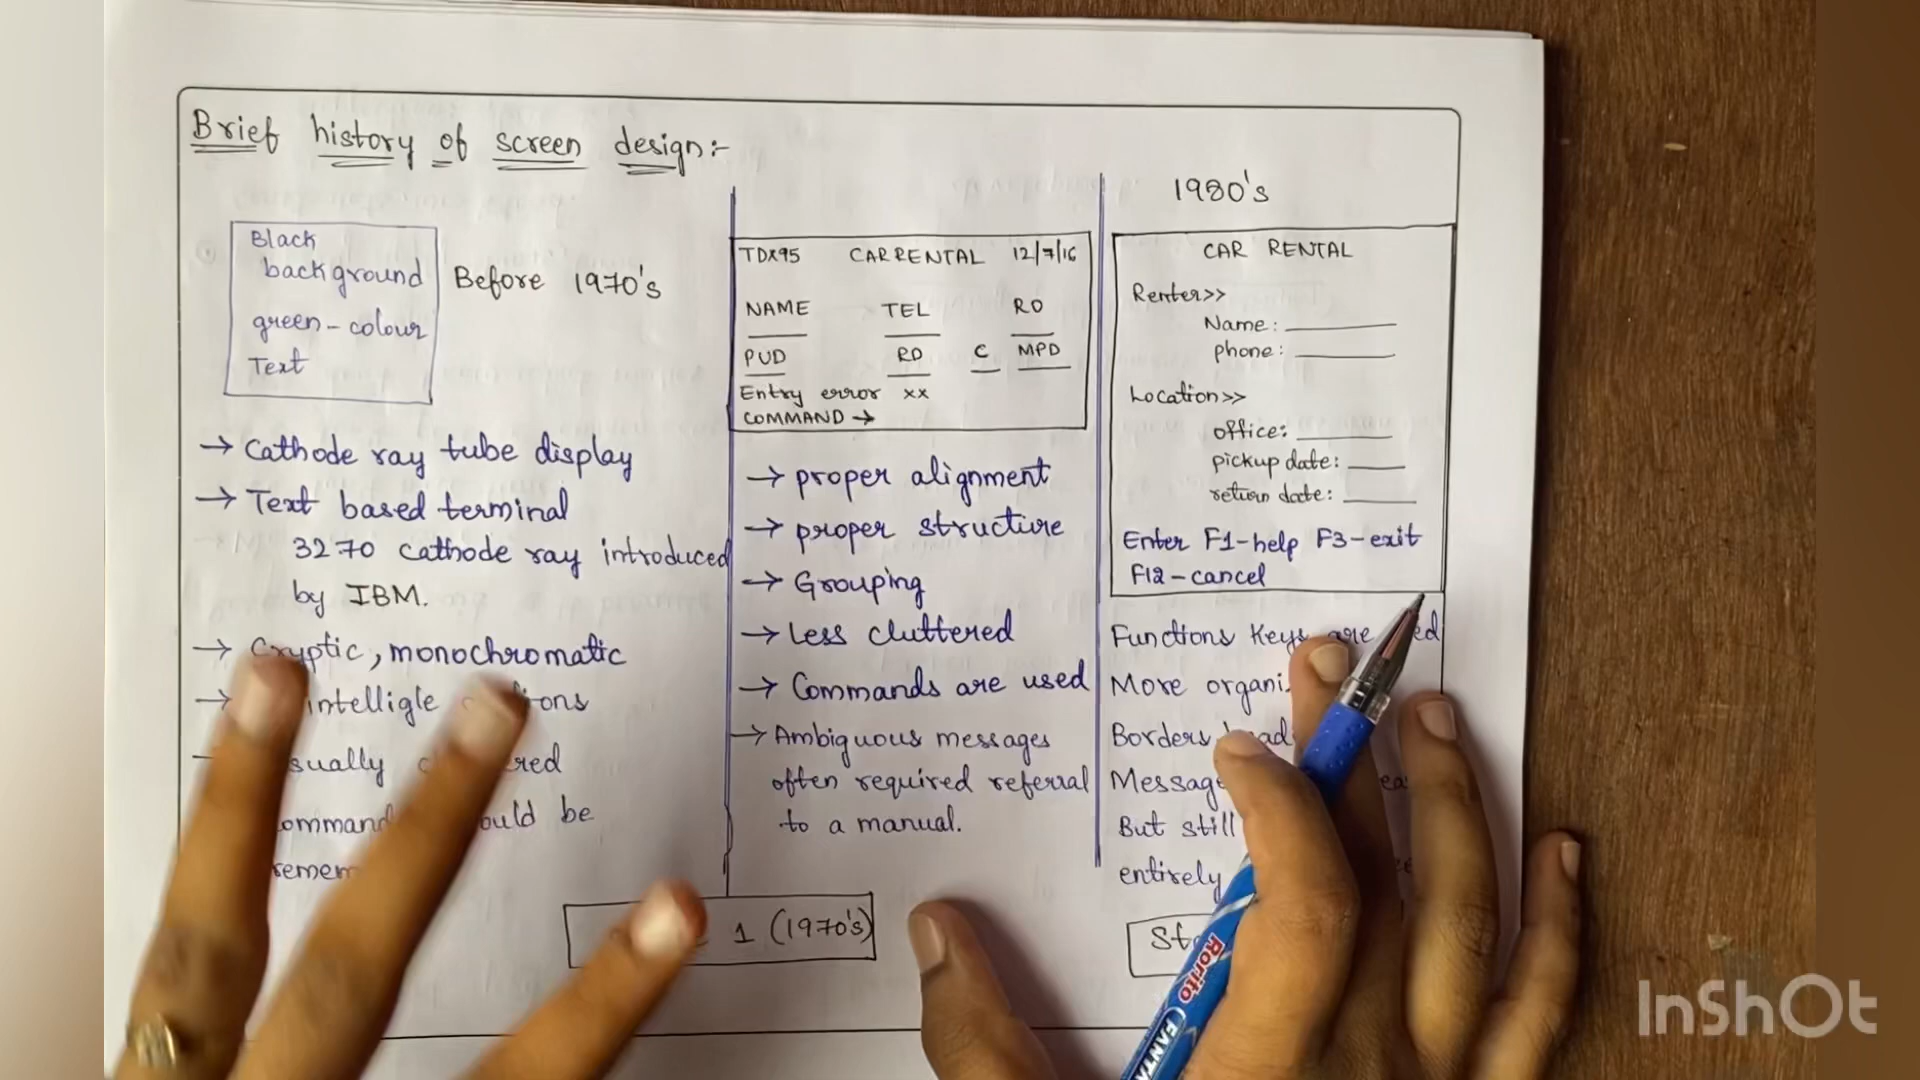 Brief history of screen design:-
Black
background
green-colour
Text
Before 1970's
→ Cathode ray tube display
→ Text based terminal
3270 cathode ray introduced
by IBM.
→ Cryptic, monochromatic
→ intelligle
→
be
TDX95 CAR RENTAL 12/7/16
NAME TEL RO
PUD RD C MPD
Entry error xx
COMMAND →
→ proper alignment
→ proper structure
→ Grouping
→ Less cluttered
→ Commands are used
→ Ambiguous messages
often required referral
to a manual.
1 (1970's)
1980's
CAR RENTAL
Renter>>
Name:
phone:
Location>>
office:
pickup date:
return date:
Enter F1-help F3-exit
F12-cancel
Functions Keys are
More
Borders
But still
entirely
Rorito
InShOt